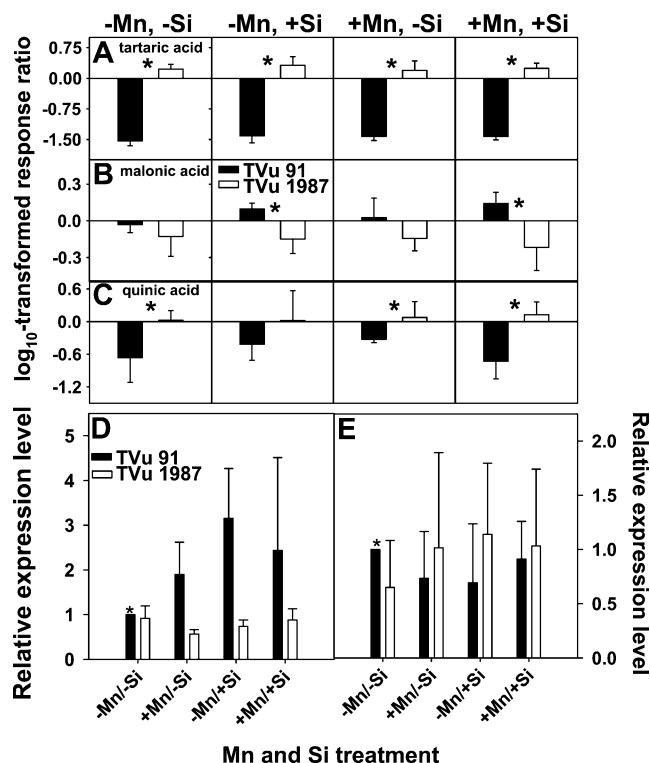 -Mn, -Si -Mn, +Si +Mn, -Si +Mn, +Si
log10-transformed response ratio
A tartaric acid
0.75
0.00
-0.75
-1.50
* * * *
B malonic acid
TVu 91
TVu 1987
0.3
0.0
-0.3
* *
C quinic acid
0.6
0.0
-0.6
-1.2
* * *
Relative expression level
D
TVu 91
TVu 1987
5
4
3
2
1
0
*
-Mn/-Si
+Mn/-Si
-Mn/+Si
+Mn/+Si
E
2.0
1.5
1.0
0.5
0.0
*
-Mn/-Si
+Mn/-Si
-Mn/+Si
+Mn/+Si
Relative expression level
Mn and Si treatment